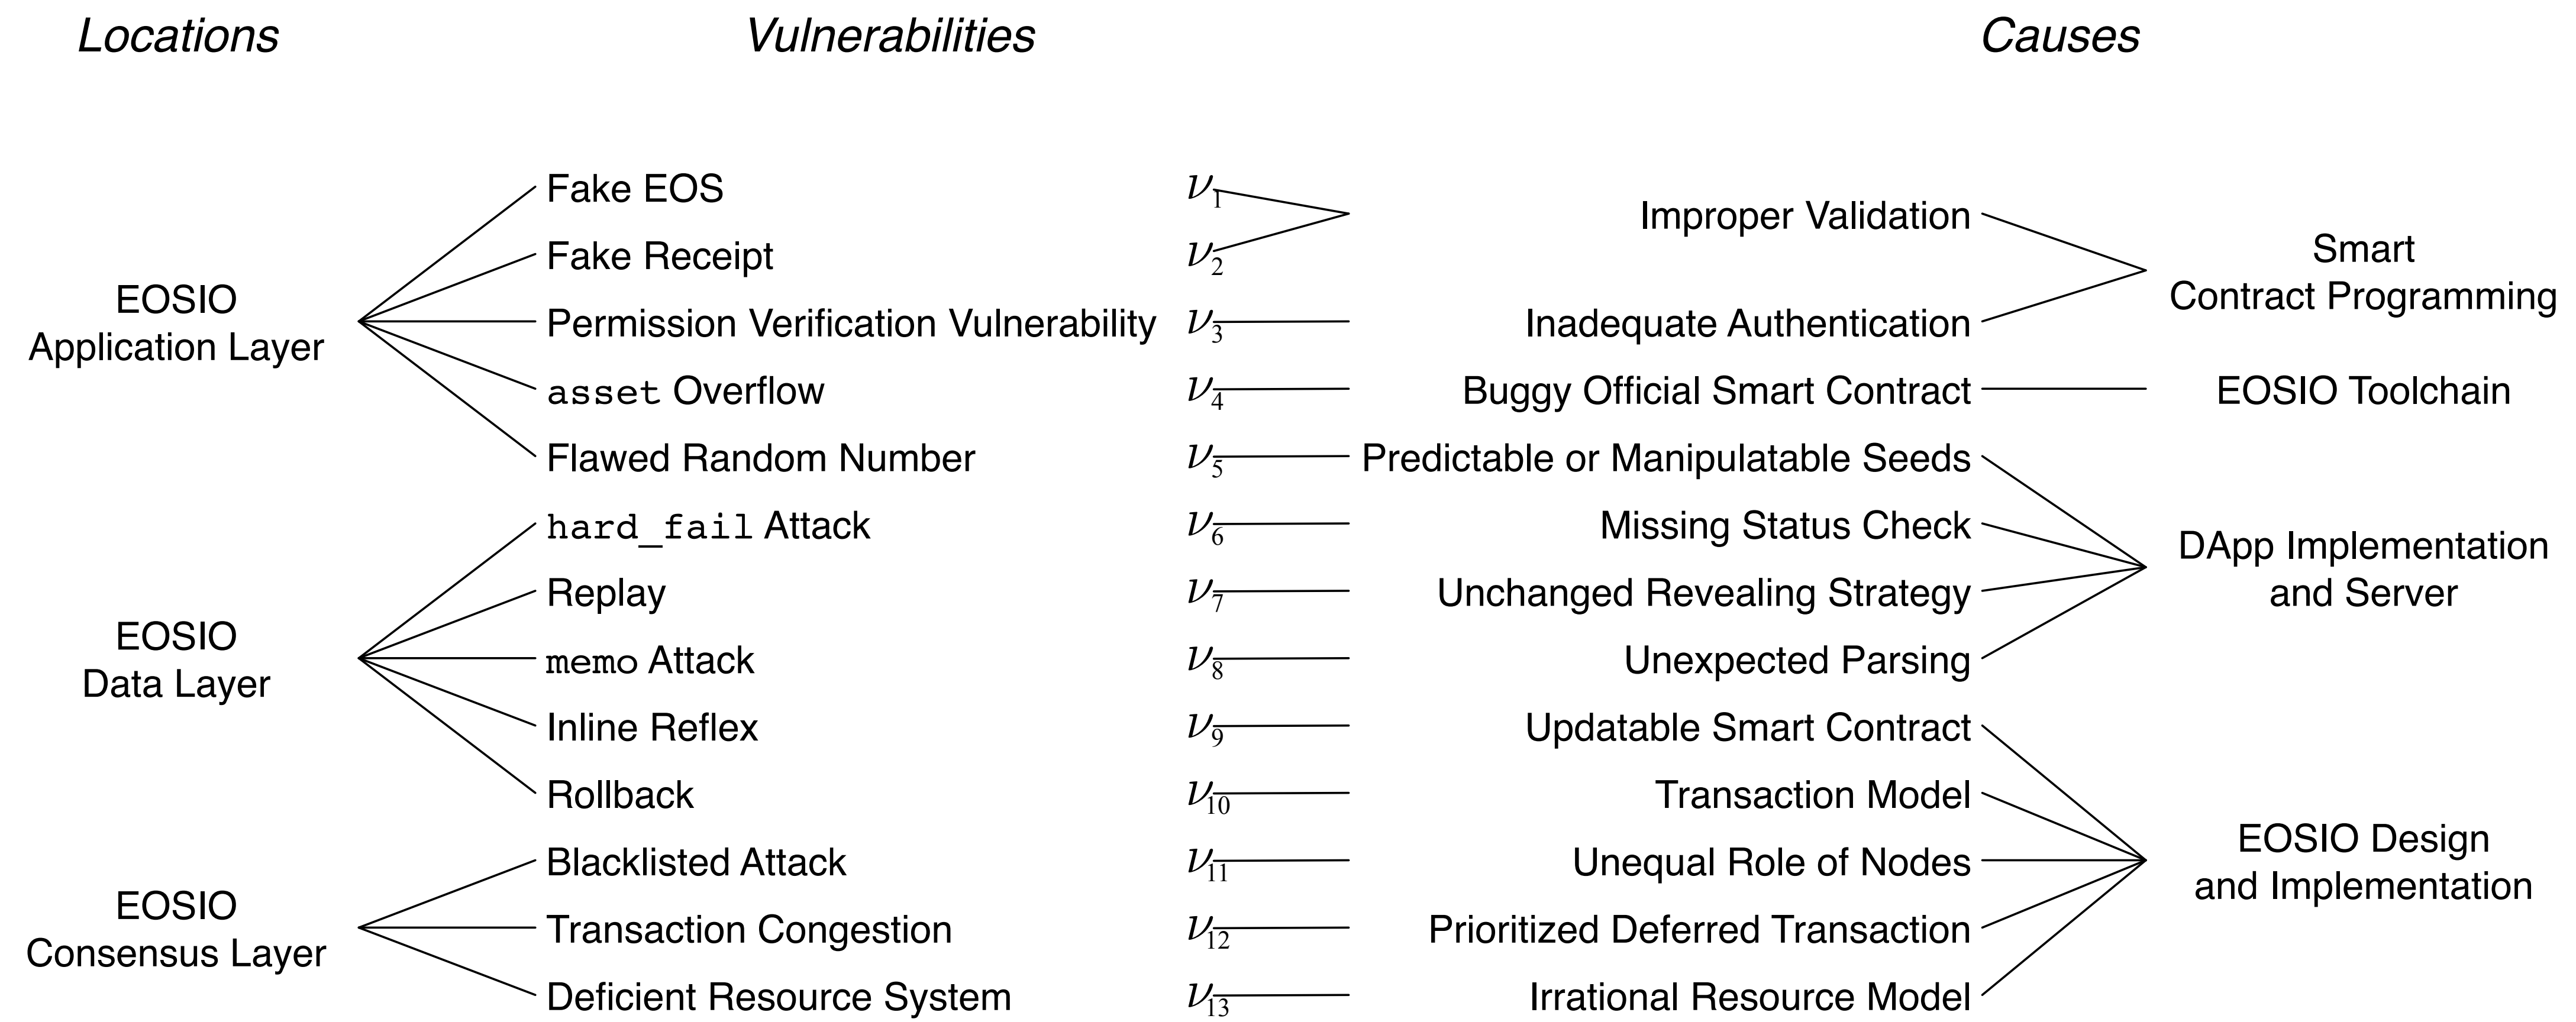 Locations
Vulnerabilities
Causes
Fake EOS
ν1
Fake Receipt
ν2
Improper Validation
Smart
Contract Programming
EOSIO
Application Layer
Permission Verification Vulnerability
ν3
Inadequate Authentication
asset Overflow
ν4
Buggy Official Smart Contract
EOSIO Toolchain
Flawed Random Number
ν5
Predictable or Manipulatable Seeds
hard_fail Attack
ν6
Missing Status Check
DApp Implementation
and Server
Replay
ν7
Unchanged Revealing Strategy
EOSIO
Data Layer
memo Attack
ν8
Unexpected Parsing
Inline Reflex
ν9
Updatable Smart Contract
Rollback
ν10
Transaction Model
Blacklisted Attack
ν11
Unequal Role of Nodes
EOSIO Design
and Implementation
EOSIO
Consensus Layer
Transaction Congestion
ν12
Prioritized Deferred Transaction
Deficient Resource System
ν13
Irrational Resource Model